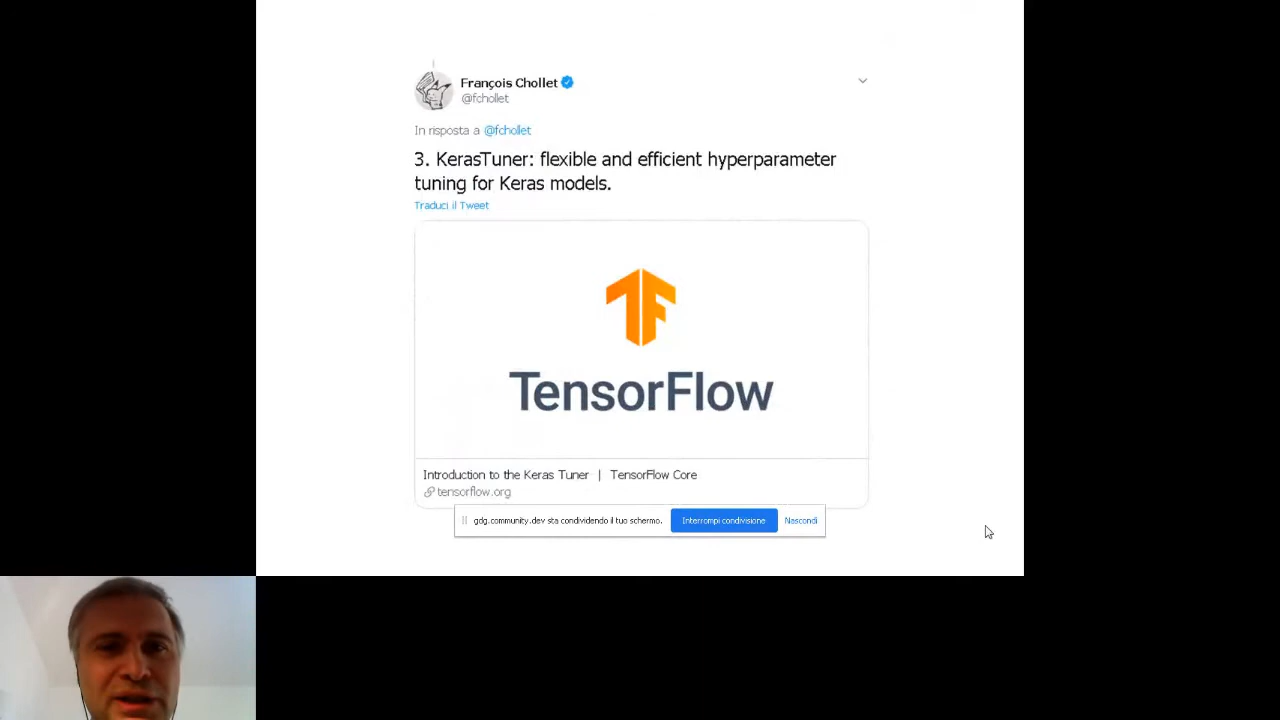 François Chollet
@fchollet
In risposta a @fchollet
3. KerasTuner: flexible and efficient hyperparameter
tuning for Keras models.
Traduci il Tweet
TensorFlow
Introduction to the Keras Tuner | TensorFlow Core
tensorflow.org
gdg.community.dev sta condividendo il tuo schermo.
Interrompi condivisione
Nascondi